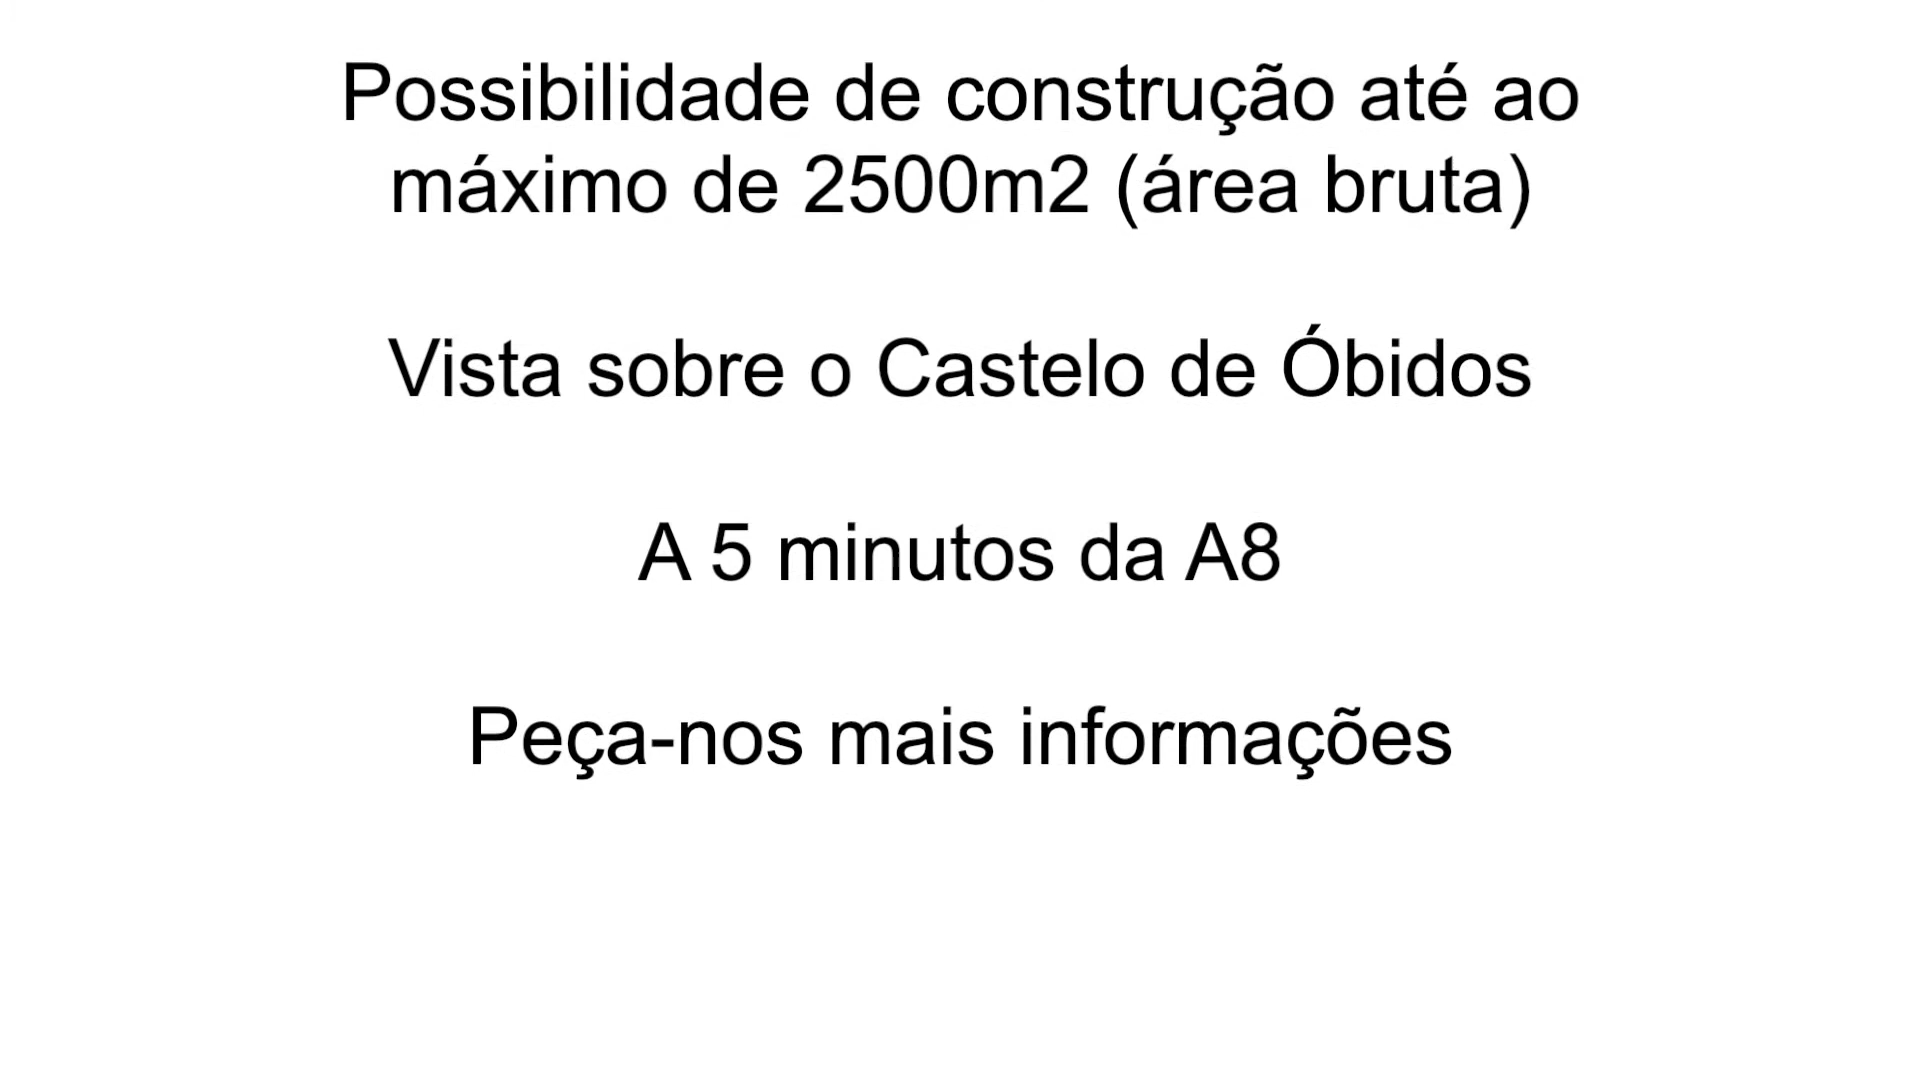 Possibilidade de construção até ao
máximo de 2500m2 (área bruta)
Vista sobre o Castelo de Óbidos
A 5 minutos da A8
Peça-nos mais informações